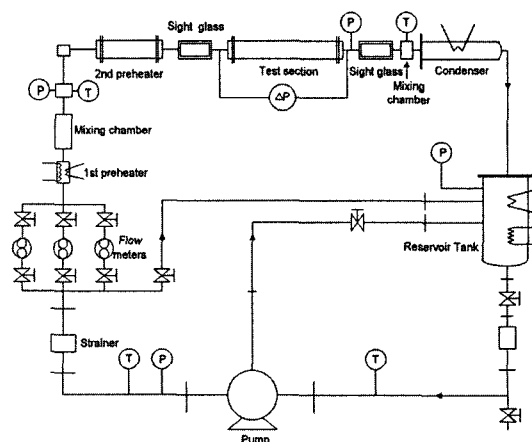 Sight glass
P
T
2nd preheater
Test section
Sight glass
Condenser
Mixing
chamber
ΔP
P
T
Mixing chamber
1st preheater
P
Flow
meters
Reservoir
Tank
Strainer
T
P
T
Pump